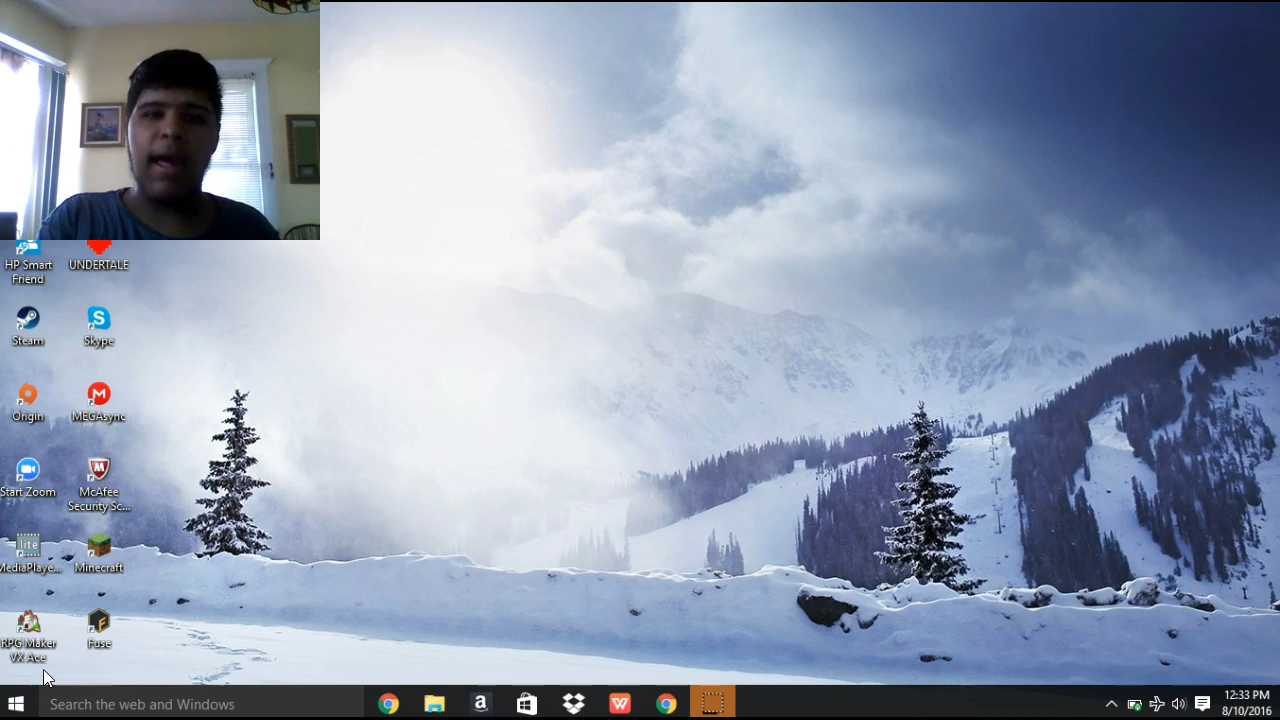 HP Smart
Friend
UNDERTALE
Steam
Skype
Origin
MEGAsync
Start Zoom
McAfee
Security Sc...
lite
MediaPlaye...
Minecraft
RPG Maker
VX Ace
Fuse
Search the web and Windows
12:33 PM
8/10/2016